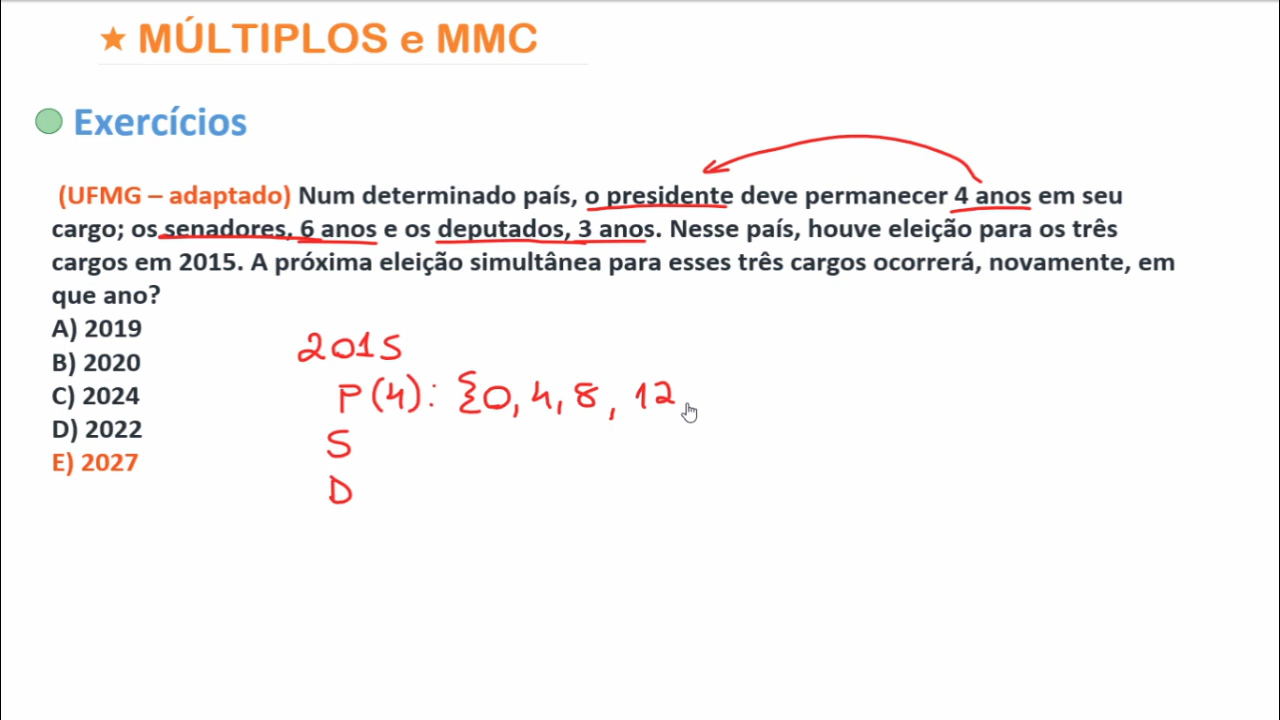 ★ MÚLTIPLOS e MMC
Exercícios
(UFMG – adaptado) Num determinado país, o presidente deve permanecer 4 anos em seu
cargo; os senadores, 6 anos e os deputados, 3 anos. Nesse país, houve eleição para os três
cargos em 2015. A próxima eleição simultânea para esses três cargos ocorrerá, novamente, em
que ano?
A) 2019
B) 2020
C) 2024
D) 2022
E) 2027
2015
P(4): {0, 4, 8, 12
S
D